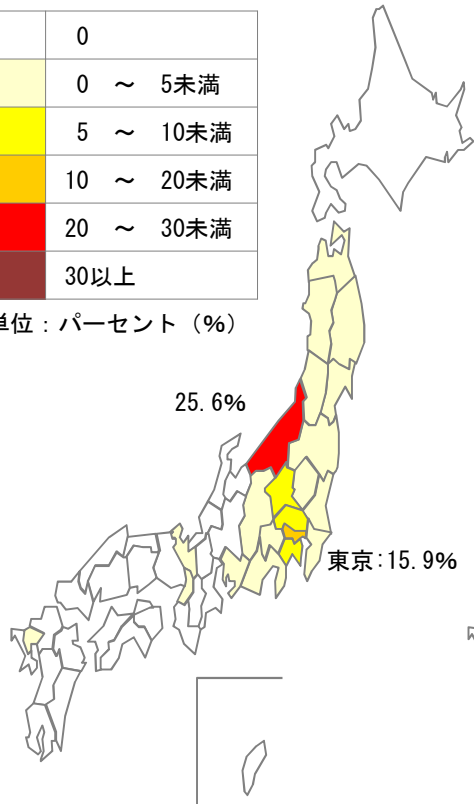 0
0 ～ 5未満
5 ～ 10未満
10 ～ 20未満
20 ～ 30未満
30以上
単位：パーセント（%）
25.6%
東京:15.9%